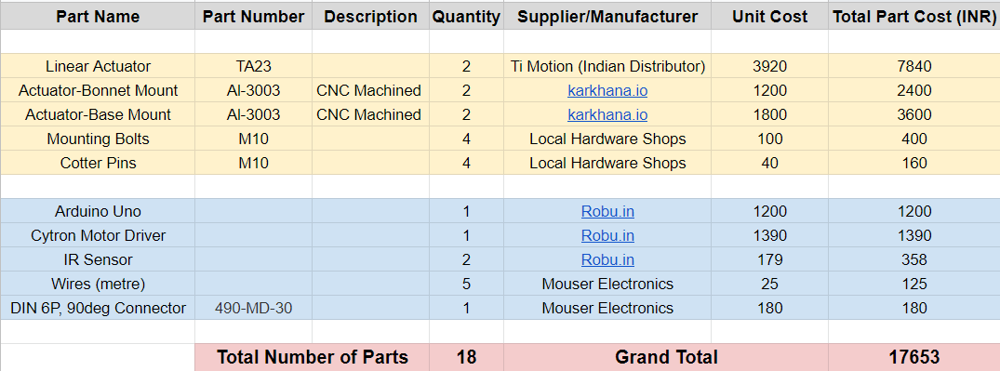 Part Name Part Number Description Quantity Supplier/Manufacturer Unit Cost Total Part Cost (INR)
Linear Actuator TA23 2 Ti Motion (Indian Distributor) 3920 7840
Actuator-Bonnet Mount Al-3003 CNC Machined 2 karkhana.io 1200 2400
Actuator-Base Mount Al-3003 CNC Machined 2 karkhana.io 1800 3600
Mounting Bolts M10 4 Local Hardware Shops 100 400
Cotter Pins M10 4 Local Hardware Shops 40 160
Arduino Uno 1 Robu.in 1200 1200
Cytron Motor Driver 1 Robu.in 1390 1390
IR Sensor 2 Robu.in 179 358
Wires (metre) 5 Mouser Electronics 25 125
DIN 6P, 90deg Connector 490-MD-30 1 Mouser Electronics 180 180
Total Number of Parts 18 Grand Total 17653